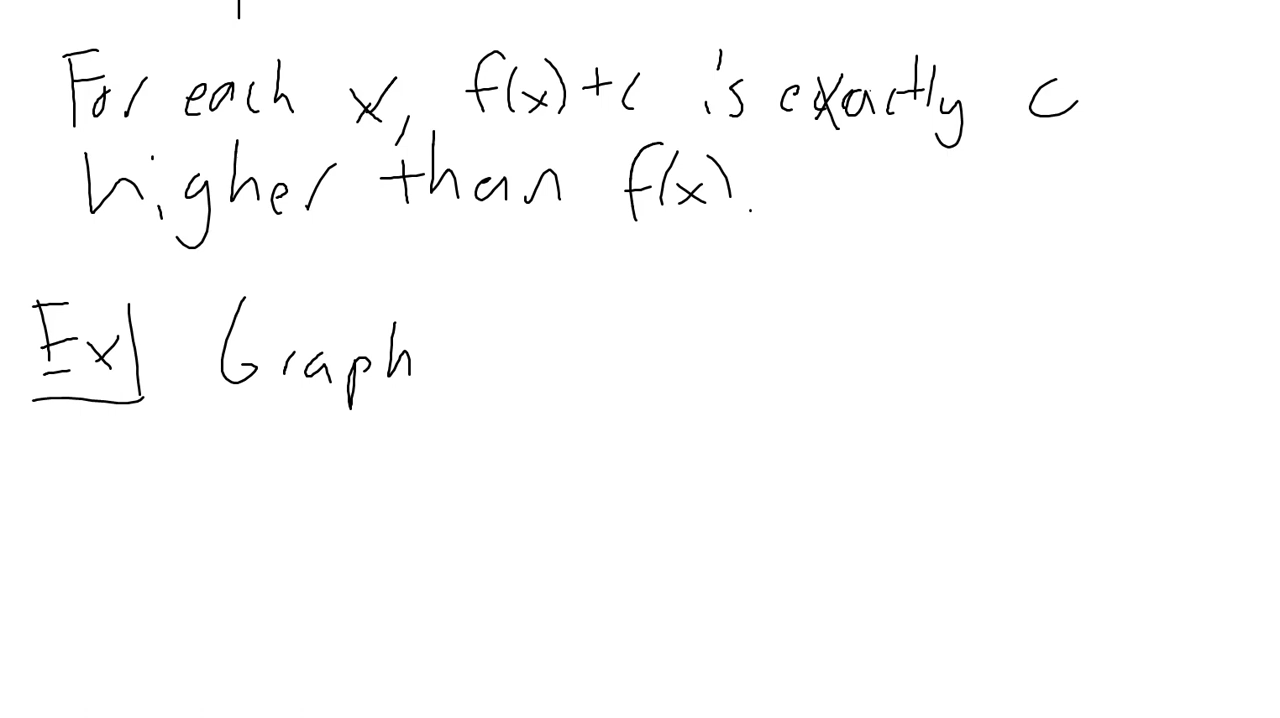 For each x, f(x)+c is exactly c
higher than f(x).
Ex Graph